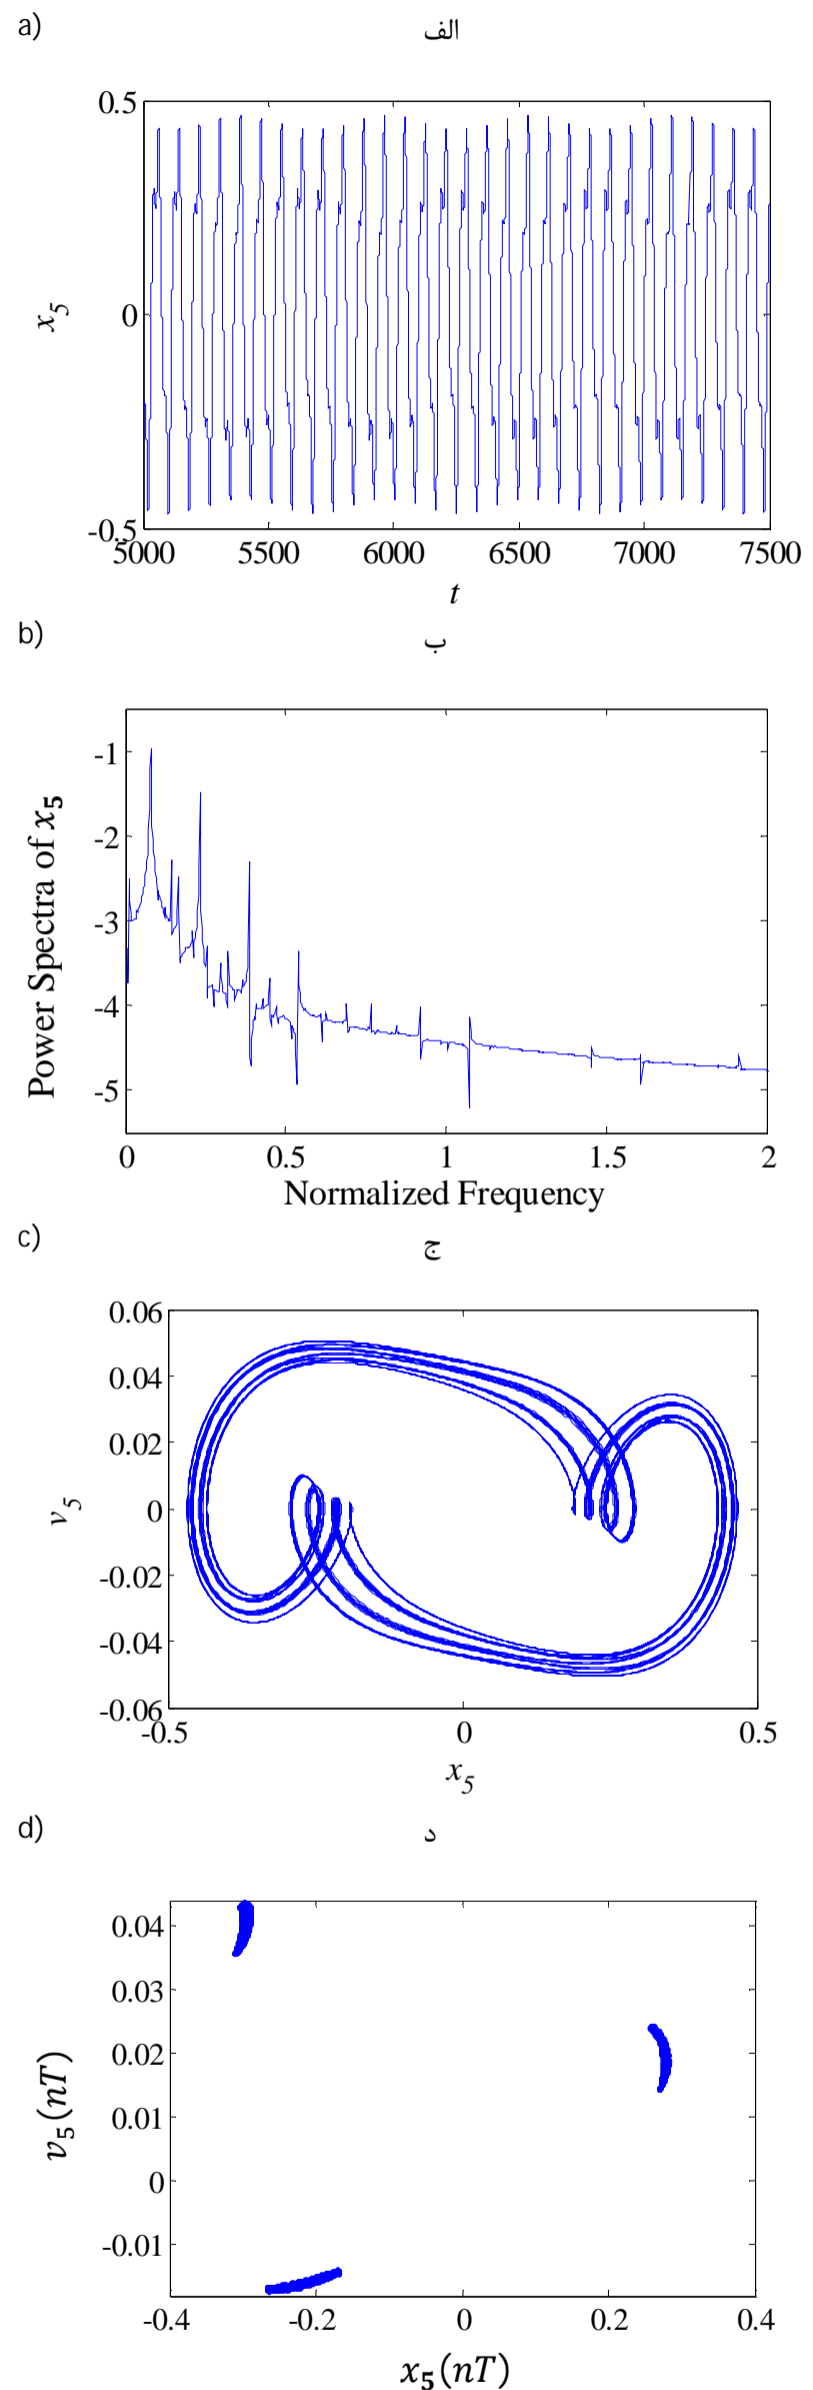 a)
الف
0.5
0
-0.5
x5
5000 5500 6000 6500 7000 7500
t
b)
ب
-1
-2
-3
-4
-5
Power Spectra of x5
0 0.5 1 1.5 2
Normalized Frequency
c)
ج
0.06
0.04
0.02
0
-0.02
-0.04
-0.06
v5
-0.5 0 0.5
x5
d)
د
0.04
0.03
0.02
0.01
0
-0.01
v5(nT)
-0.4 -0.2 0 0.2 0.4
x5(nT)